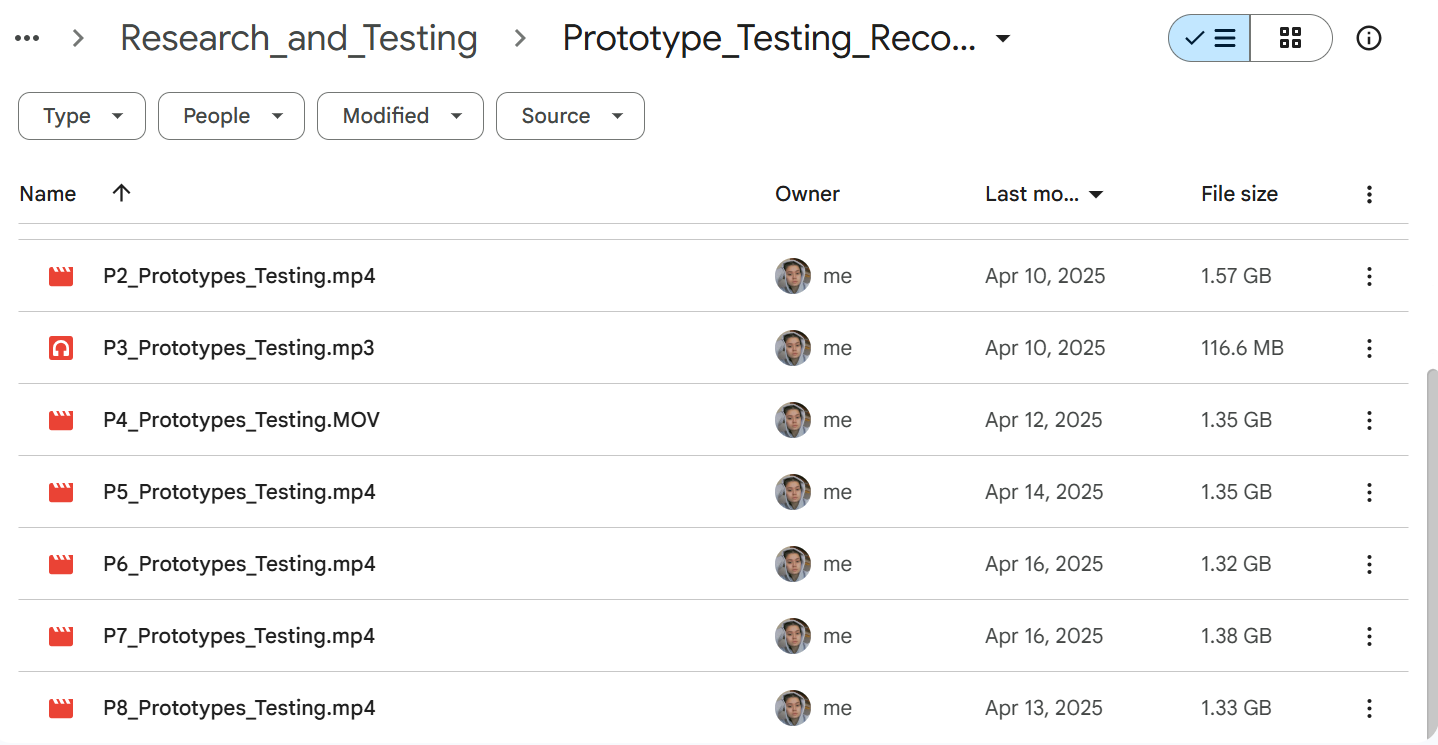 ... Research_and_Testing Prototype_Testing_Reco...
Type People Modified Source
Name Owner Last mo... File size
P2_Prototypes_Testing.mp4 me Apr 10, 2025 1.57 GB
P3_Prototypes_Testing.mp3 me Apr 10, 2025 116.6 MB
P4_Prototypes_Testing.MOV me Apr 12, 2025 1.35 GB
P5_Prototypes_Testing.mp4 me Apr 14, 2025 1.35 GB
P6_Prototypes_Testing.mp4 me Apr 16, 2025 1.32 GB
P7_Prototypes_Testing.mp4 me Apr 16, 2025 1.38 GB
P8_Prototypes_Testing.mp4 me Apr 13, 2025 1.33 GB